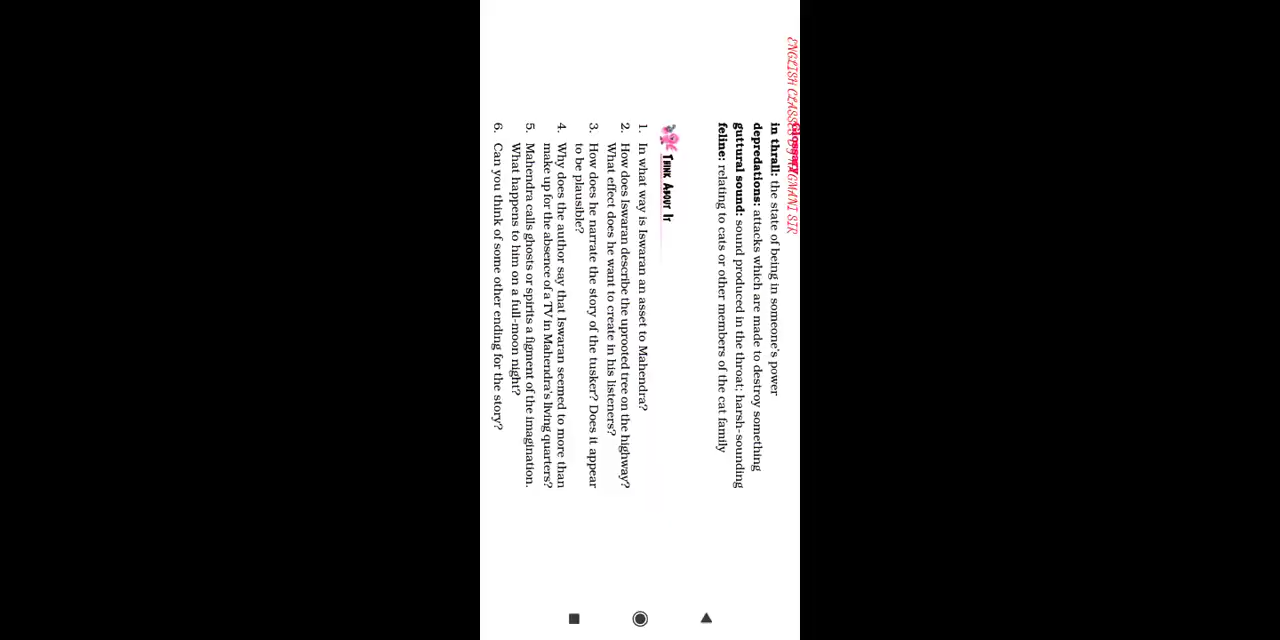 ENGLISH CLASSES BY NAGMANI SIR
Glossary
in thrall: the state of being in someone's power
depredations: attacks which are made to destroy something
guttural sound: sound produced in the throat; harsh-sounding
feline: relating to cats or other members of the cat family
THINK ABOUT IT
1. In what way is Iswaran an asset to Mahendra?
2. How does Iswaran describe the uprooted tree on the highway?
What effect does he want to create in his listeners?
3. How does he narrate the story of the tusker? Does it appear
to be plausible?
4. Why does the author say that Iswaran seemed to more than
make up for the absence of a TV in Mahendra's living quarters?
5. Mahendra calls ghosts or spirits a figment of the imagination.
What happens to him on a full-moon night?
6. Can you think of some other ending for the story?